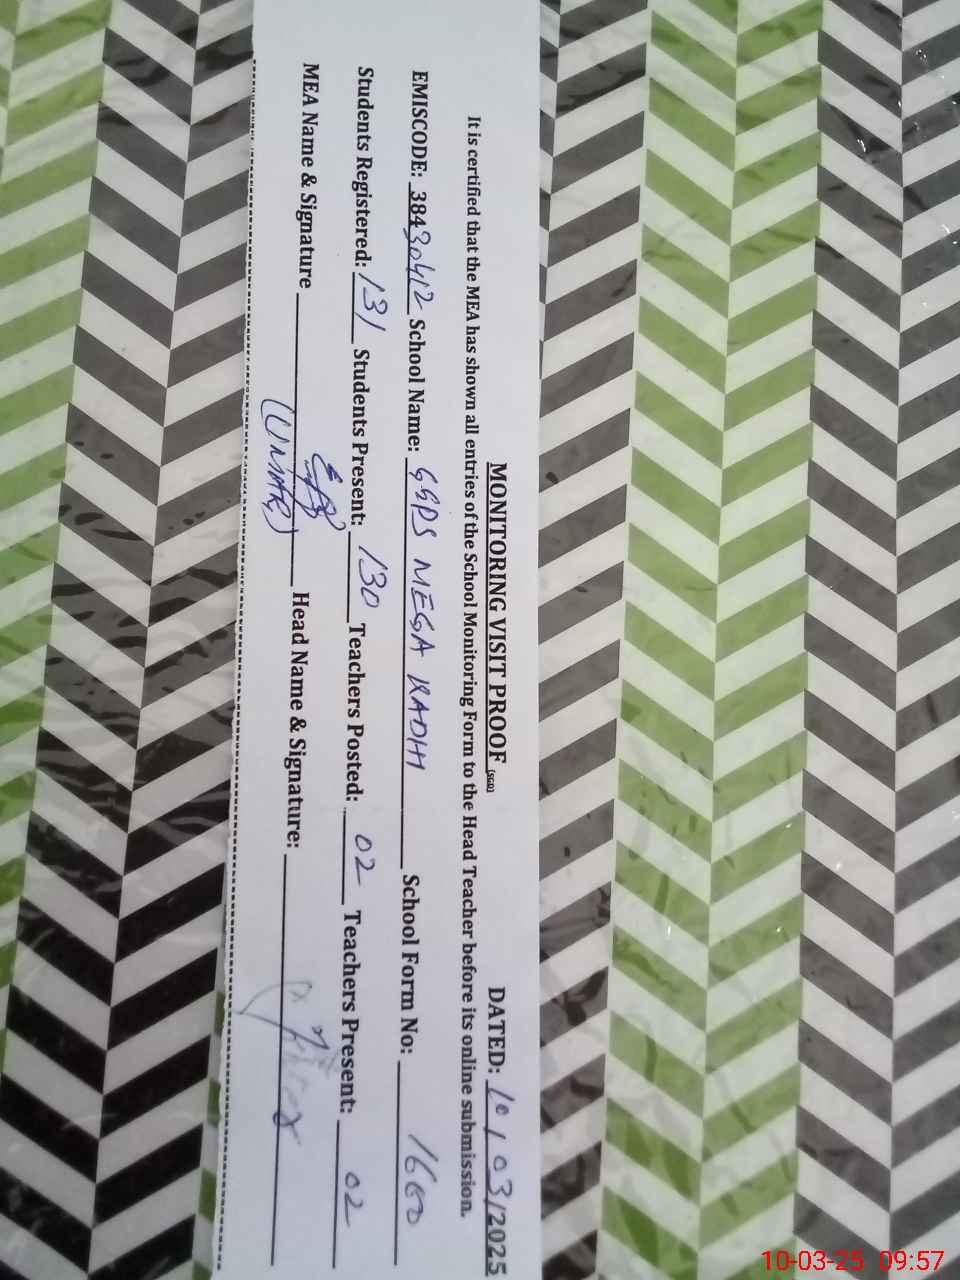 MONITORING VISIT PROOF (SGD) DATED: 10/03/2025
It is certified that the MEA has shown all entries of the School Monitoring Form to the Head Teacher before its online submission.
EMISCODE: 38430412 School Name: GGPS MEGA KADHI School Form No: 1660
Students Registered: 131 Students Present: 130 Teachers Posted: 02 Teachers Present: 02
MEA Name & Signature (UMAR) Head Name & Signature:
10-03-25 09:57